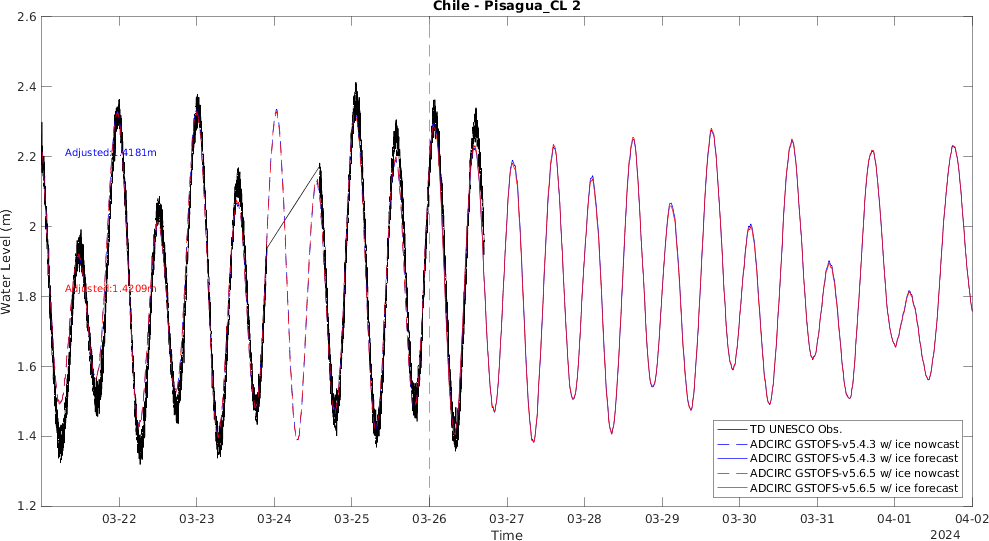 Chile - Pisagua_CL 2
2.6
2.4
2.2
2
1.8
1.6
1.4
1.2
Water Level (m)
Adjusted:1.4181m
Adjusted:1.4209m
TD UNESCO Obs.
ADCIRC GSTOFS-v5.4.3 w/ ice nowcast
ADCIRC GSTOFS-v5.4.3 w/ ice forecast
ADCIRC GSTOFS-v5.6.5 w/ ice nowcast
ADCIRC GSTOFS-v5.6.5 w/ ice forecast
03-22 03-23 03-24 03-25 03-26 03-27 03-28 03-29 03-30 03-31 04-01 04-02
Time
2024